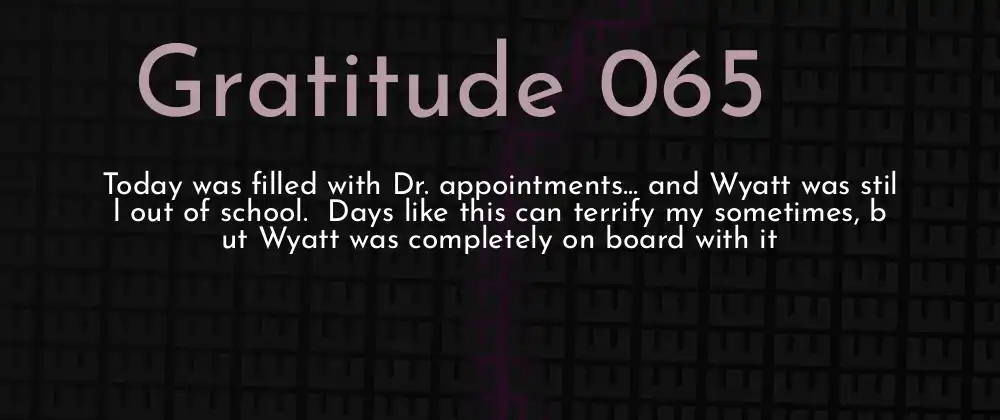 Gratitude 065
Today was filled with Dr. appointments... and Wyatt was stil
l out of school.  Days like this can terrify my sometimes, b
ut Wyatt was completely on board with it